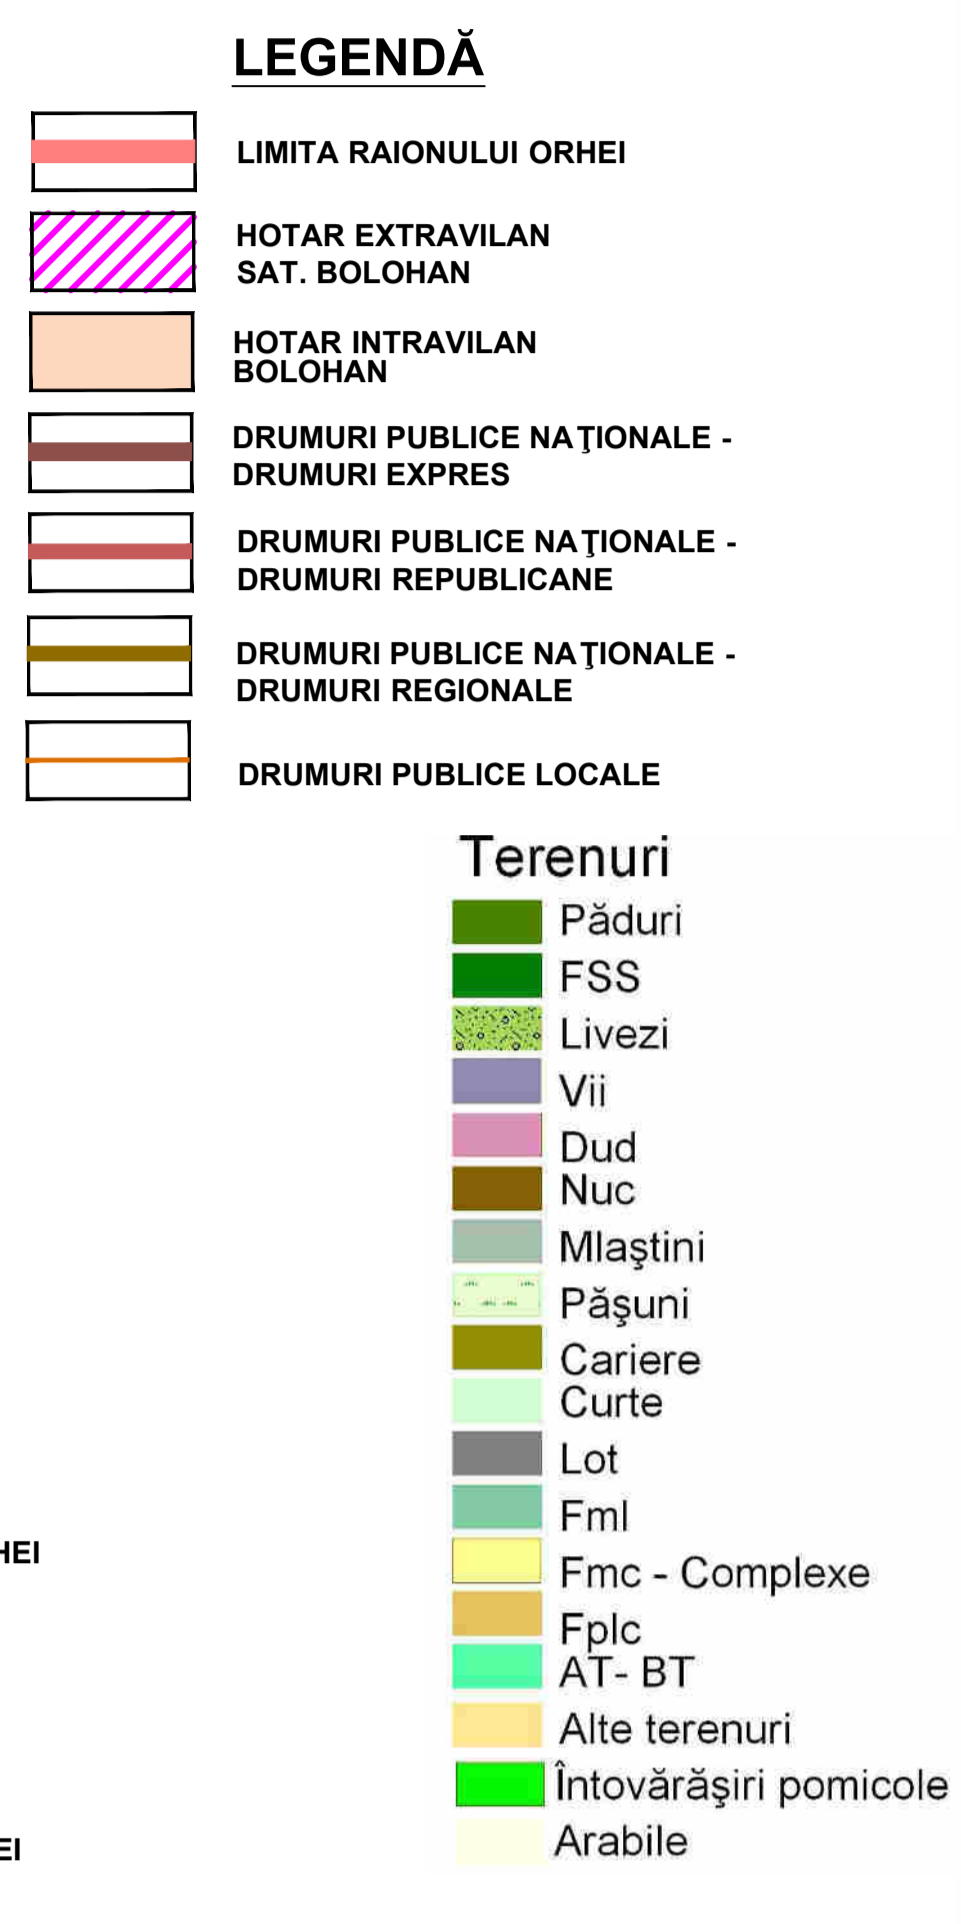 LEGENDĂ
LIMITA RAIONULUI ORHEI
HOTAR EXTRAVILAN
SAT. BOLOHAN
HOTAR INTRAVILAN
BOLOHAN
DRUMURI PUBLICE NAŢIONALE -
DRUMURI EXPRES
DRUMURI PUBLICE NAŢIONALE -
DRUMURI REPUBLICANE
DRUMURI PUBLICE NAŢIONALE -
DRUMURI REGIONALE
DRUMURI PUBLICE LOCALE
Terenuri
Păduri
FSS
Livezi
Vii
Dud
Nuc
Mlaştini
Păşuni
Cariere
Curte
Lot
Fml
HEI
Fmc - Complexe
Fplc
AT- BT
Alte terenuri
Întovărăşiri pomicole
Arabile
EI